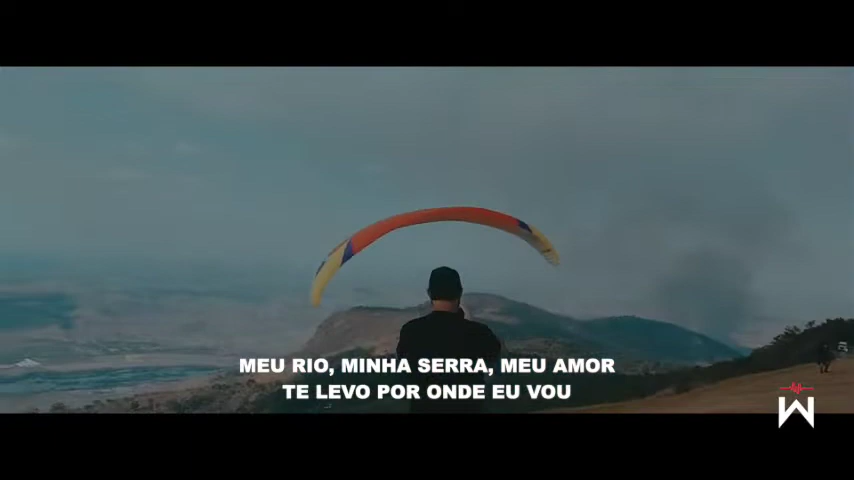 MEU RIO, MINHA SERRA, MEU AMOR
TE LEVO POR ONDE EU VOU
W